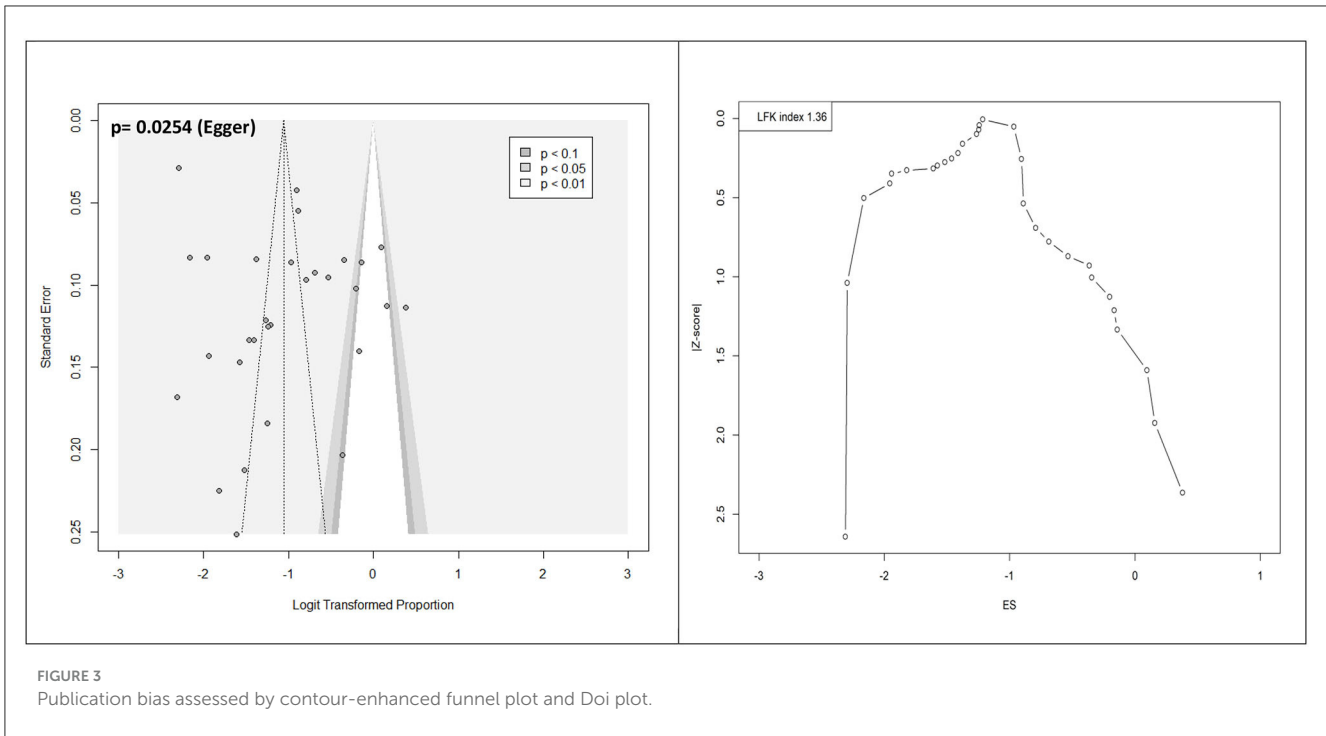 p= 0.0254 (Egger)
p < 0.1
p < 0.05
p < 0.01
0.00
0.05
0.10
0.15
0.20
0.25
Standard Error
-3
-2
-1
0
1
2
3
Logit Transformed Proportion
LFK index 1.36
0.0
0.5
1.0
1.5
2.0
2.5
|Z-score|
-3
-2
-1
0
1
ES
FIGURE 3
Publication bias assessed by contour-enhanced funnel plot and Doi plot.